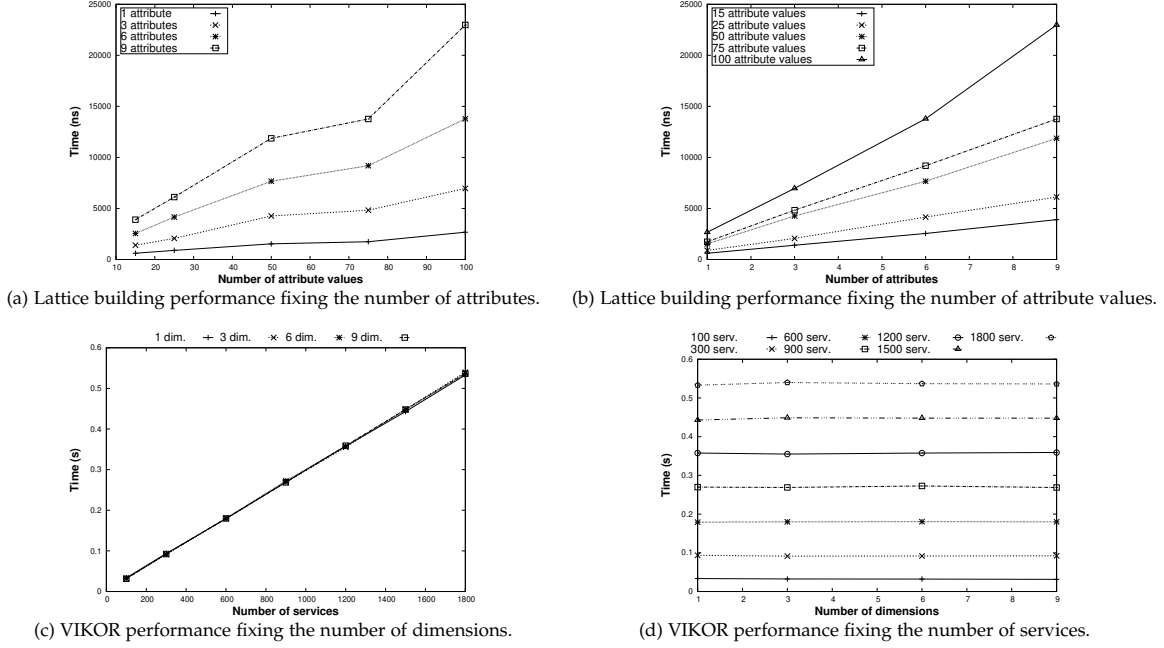 1 attribute
3 attributes
6 attributes
9 attributes
Time (ns)
25000
20000
15000
10000
5000
0
10 20 30 40 50 60 70 80 90 100
Number of attribute values
(a) Lattice building performance fixing the number of attributes.
15 attribute values
25 attribute values
50 attribute values
75 attribute values
100 attribute values
Time (ns)
25000
20000
15000
10000
5000
0
1 2 3 4 5 6 7 8 9
Number of attributes
(b) Lattice building performance fixing the number of attribute values.
1 dim. 3 dim. 6 dim. 9 dim.
Time (s)
0.6
0.5
0.4
0.3
0.2
0.1
0
0 200 400 600 800 1000 1200 1400 1600 1800
Number of services
(c) VIKOR performance fixing the number of dimensions.
100 serv. 600 serv. 1200 serv. 1800 serv.
300 serv. 900 serv. 1500 serv.
Time (s)
0.6
0.5
0.4
0.3
0.2
0.1
0
1 2 3 4 5 6 7 8 9
Number of dimensions
(d) VIKOR performance fixing the number of services.